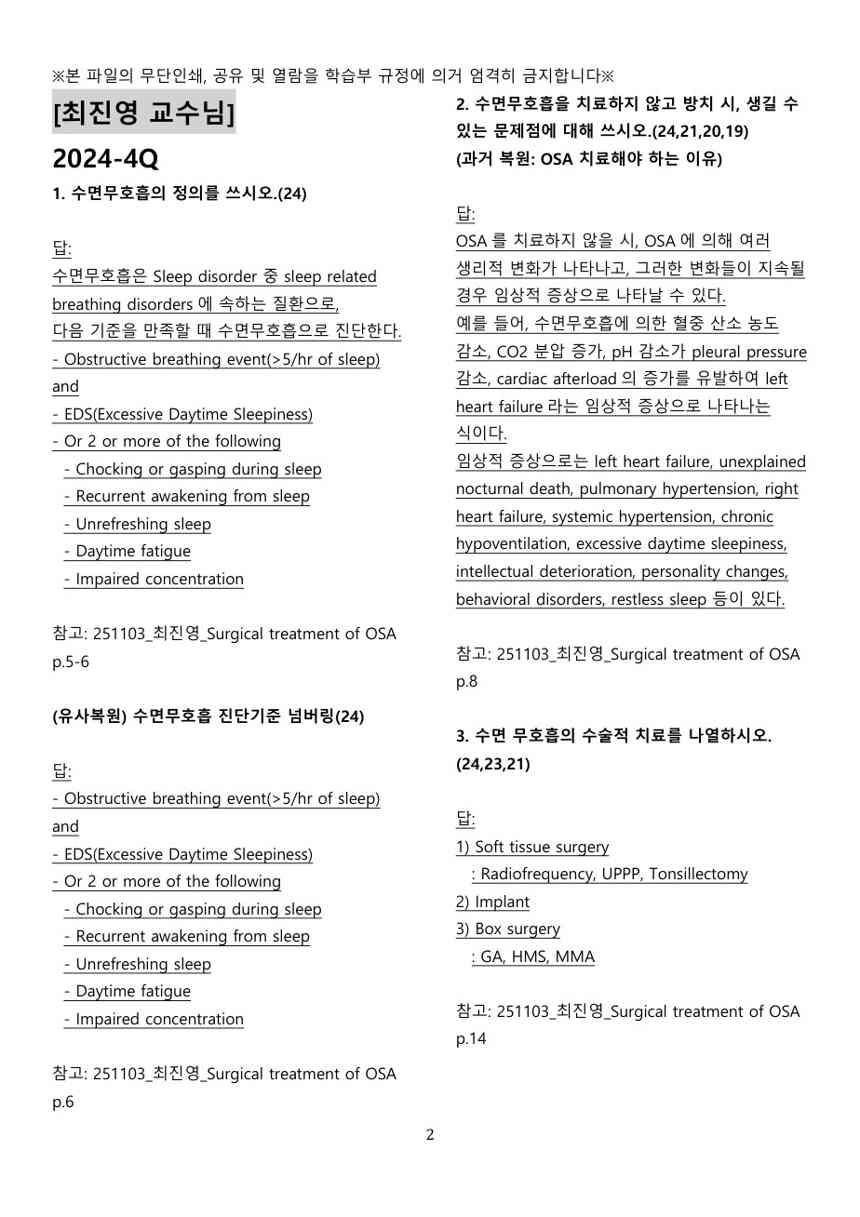 ※본 파일의 무단인쇄, 공유 및 열람을 학습부 규정에 의거 엄격히 금지합니다※
[최진영 교수님]
2024-4Q
1. 수면무호흡의 정의를 쓰시오.(24)
답:
수면무호흡은 Sleep disorder 중 sleep related
breathing disorders 에 속하는 질환으로,
다음 기준을 만족할 때 수면무호흡으로 진단한다.
- Obstructive breathing event(>5/hr of sleep)
and
- EDS(Excessive Daytime Sleepiness)
- Or 2 or more of the following
- Chocking or gasping during sleep
- Recurrent awakening from sleep
- Unrefreshing sleep
- Daytime fatigue
- Impaired concentration
참고: 251103_최진영_Surgical treatment of OSA
p.5-6
(유사복원) 수면무호흡 진단기준 넘버링(24)
답:
- Obstructive breathing event(>5/hr of sleep)
and
- EDS(Excessive Daytime Sleepiness)
- Or 2 or more of the following
- Chocking or gasping during sleep
- Recurrent awakening from sleep
- Unrefreshing sleep
- Daytime fatigue
- Impaired concentration
참고: 251103_최진영_Surgical treatment of OSA
p.6
2. 수면무호흡을 치료하지 않고 방치 시, 생길 수
있는 문제점에 대해 쓰시오.(24,21,20,19)
(과거 복원: OSA 치료해야 하는 이유)
답:
OSA 를 치료하지 않을 시, OSA 에 의해 여러
생리적 변화가 나타나고, 그러한 변화들이 지속될
경우 임상적 증상으로 나타날 수 있다.
예를 들어, 수면무호흡에 의한 혈중 산소 농도
감소, CO2 분압 증가, pH 감소가 pleural pressure
감소, cardiac afterload 의 증가를 유발하여 left
heart failure 라는 임상적 증상으로 나타나는
식이다.
임상적 증상으로는 left heart failure, unexplained
nocturnal death, pulmonary hypertension, right
heart failure, systemic hypertension, chronic
hypoventilation, excessive daytime sleepiness,
intellectual deterioration, personality changes,
behavioral disorders, restless sleep 등이 있다.
참고: 251103_최진영_Surgical treatment of OSA
p.8
3. 수면 무호흡의 수술적 치료를 나열하시오.
(24,23,21)
답:
1) Soft tissue surgery
: Radiofrequency, UPPP, Tonsillectomy
2) Implant
3) Box surgery
: GA, HMS, MMA
참고: 251103_최진영_Surgical treatment of OSA
p.14
2